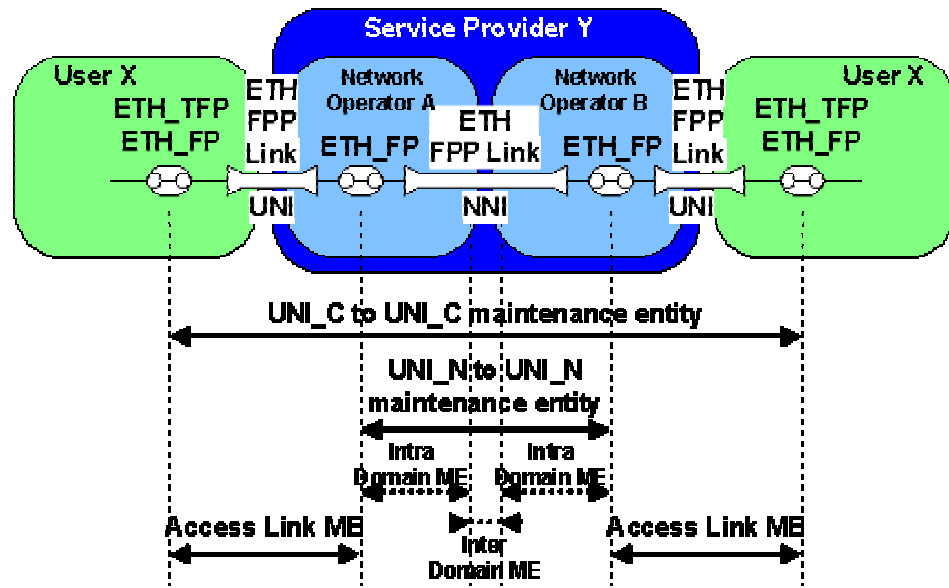 Service Provider Y
User X
ETH_TFP
ETH_FP
ETH
FPP
Link
UNI
Network
Operator A
ETH_FP
ETH
FPP Link
NNI
Network
Operator B
ETH_FP
ETH
FPP
Link
UNI
User X
ETH_TFP
ETH_FP
UNI_C to UNI_C maintenance entity
UNI_N to UNI_N
maintenance entity
Intra
Domain ME
Intra
Domain ME
Access Link ME
Inter
Domain ME
Access Link ME